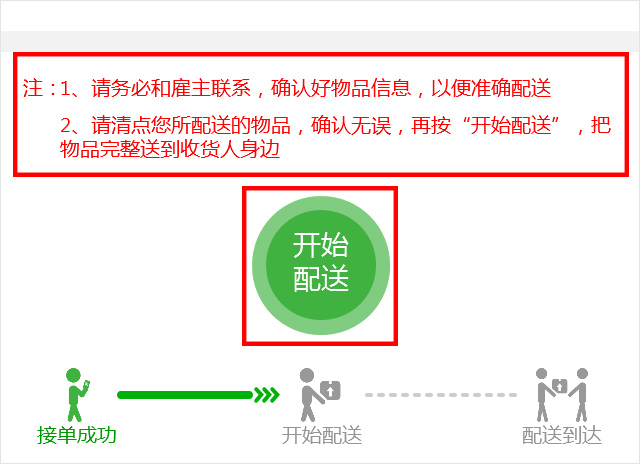 注：1、请务必和雇主联系，确认好物品信息，以便准确配送
2、请清点您所配送的物品，确认无误，再按“开始配送”，把
物品完整送到收货人身边
开始
配送
接单成功
开始配送
配送到达